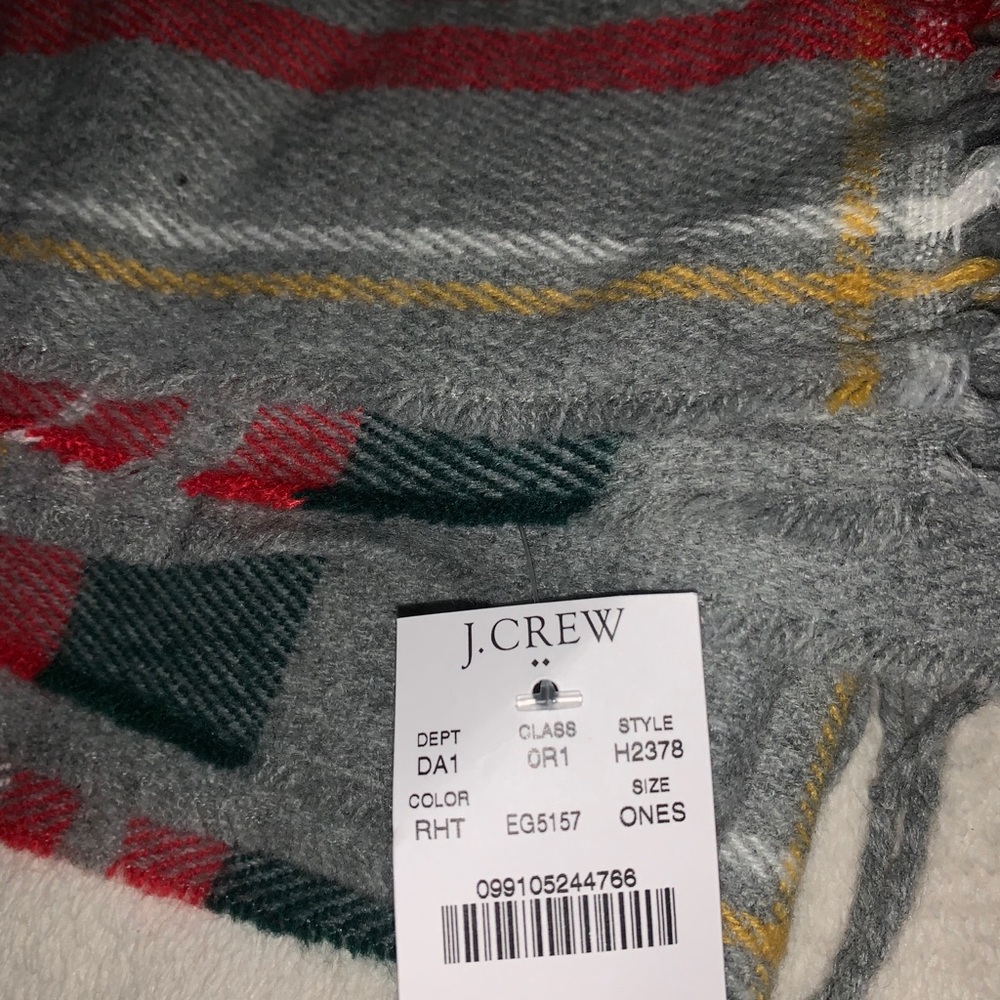 J.CREW
DEPT CLASS STYLE
DA1 0R1 H2378
COLOR SIZE
RHT EG5157 ONES
099105244766